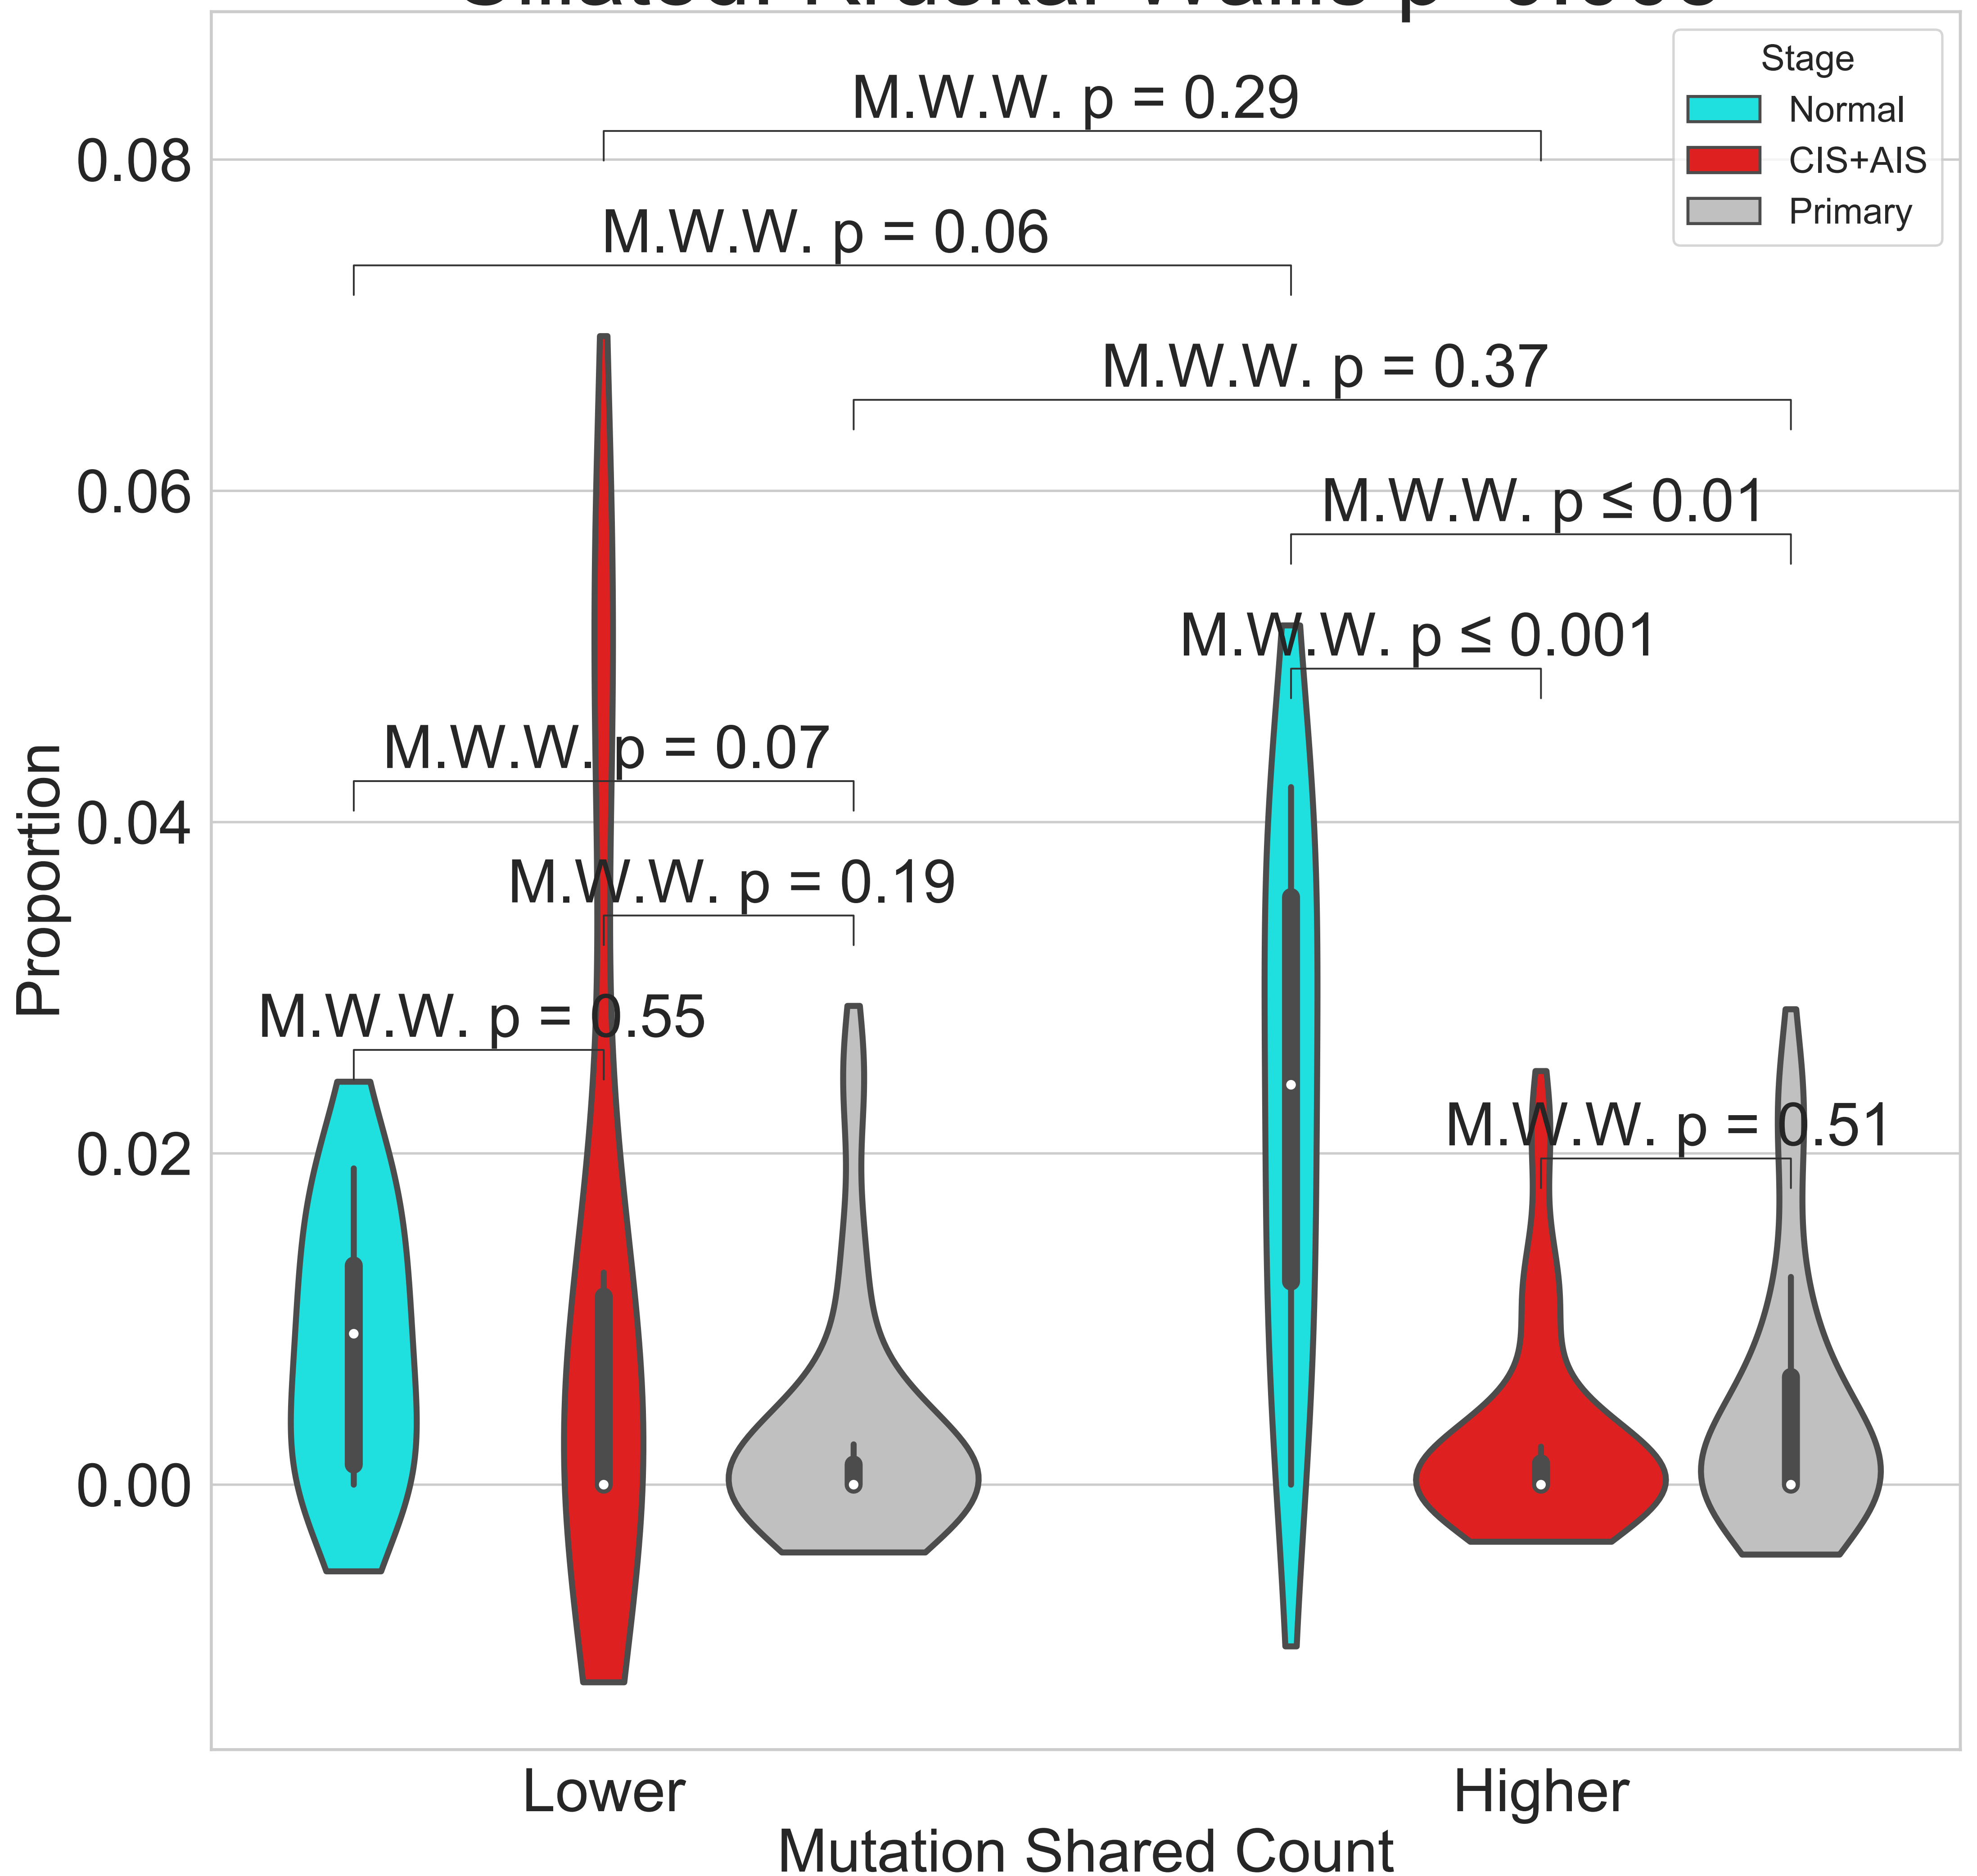 Stage
Normal
CIS+AIS
Primary
M.W.W. p = 0.29
M.W.W. p = 0.06
M.W.W. p = 0.37
M.W.W. p ≤ 0.01
M.W.W. p ≤ 0.001
M.W.W. p = 0.07
M.W.W. p = 0.19
M.W.W. p = 0.55
M.W.W. p = 0.51
0.08
0.06
0.04
0.02
0.00
Proportion
Lower
Higher
Mutation Shared Count